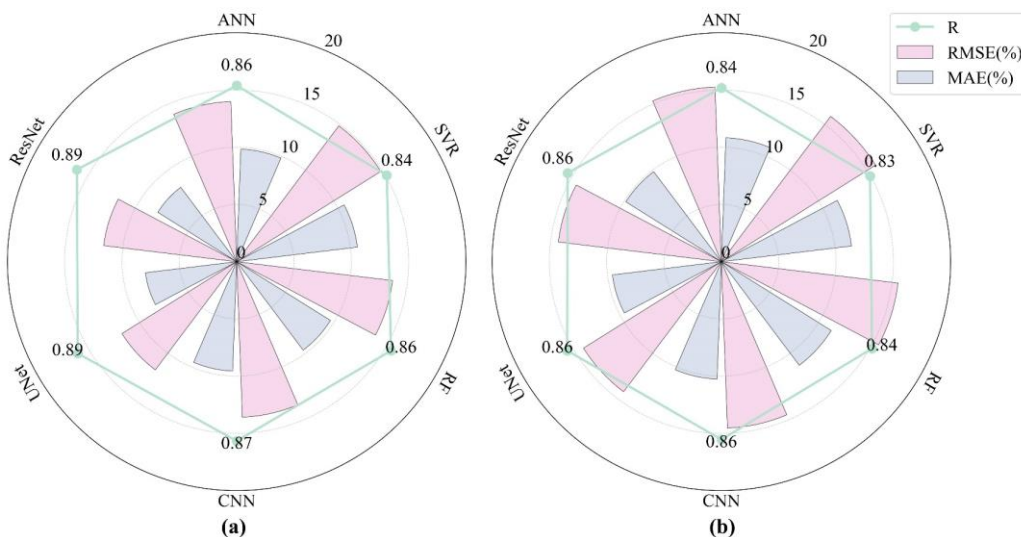 ANN
20
0.86
15
10
5
0
SVR
0.84
RF
0.86
CNN
0.87
UNet
0.89
ResNet
0.89
(a)
ANN
20
0.84
15
10
5
0
SVR
0.83
RF
0.84
CNN
0.86
UNet
0.86
ResNet
0.86
(b)
R
RMSE(%)
MAE(%)